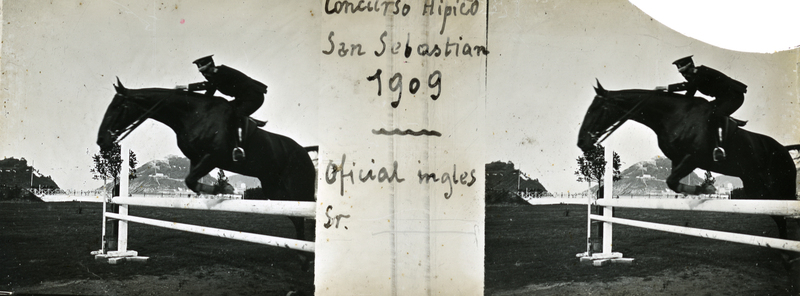 Concurso Hipico
San Sebastian
1909
Oficial ingles
Sr.